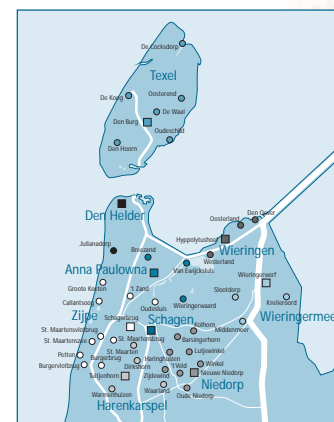 De Cocksdorp
Texel
De Koog
Oosterend
De Waal
Den Burg
Oudeschild
Den Hoorn
Den Helder
Oosterland
Den Oever
Hyppolytushoef
Julianadorp
Breezand
Wieringen
Westerland
Anna Paulowna
Van Ewijcksluis
Wieringerwerf
Groote Keeten
't Zand
Slootdorp
Kreileroord
Callantsoog
Oudesluis
Wieringerwaard
Zijpe
Schagerbrug
Schagen
Kolhorn
Middenmeer
Wieringermeer
St. Maartensvlotbrug
St. Maartensbrug
Barsingerhorn
St. Maartenszee
St. Maarten
Lutjewinkel
Petten
Haringhuizen
Burgerbrug
Dirkshorn
't Veld
Winkel
Burgervlotbrug
Tuitjenhorn
Zijdewind
Nieuwe Niedorp
Waarland
Niedorp
Warmenhuizen
Oude Niedorp
Harenkarspel